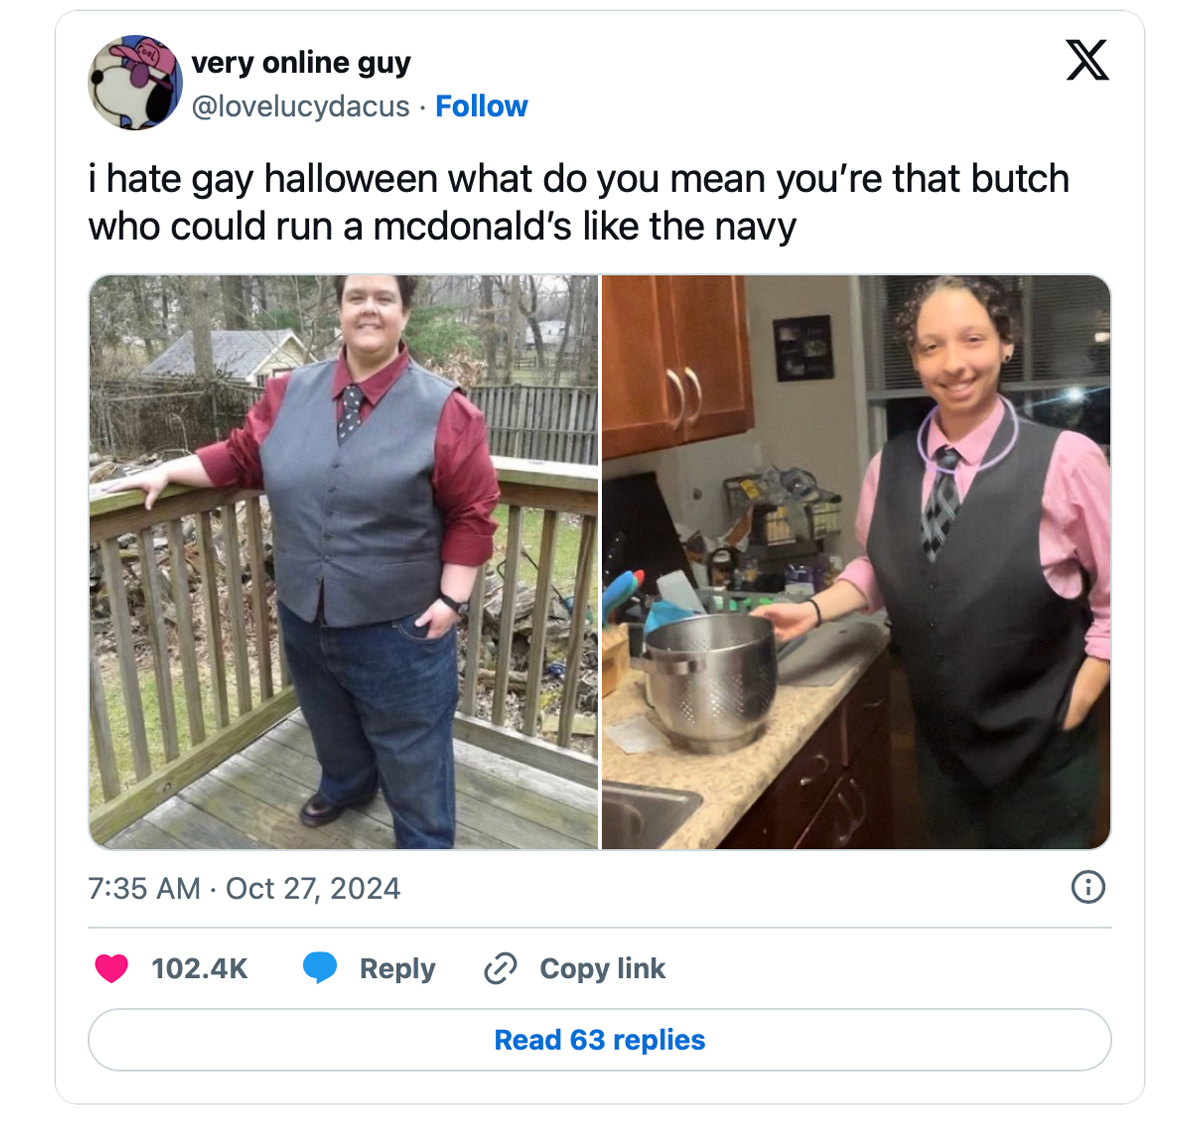 Cool
very online guy
@lovelucydacus · Follow
i hate gay halloween what do you mean you’re that butch
who could run a mcdonald’s like the navy
7:35 AM · Oct 27, 2024
102.4K Reply Copy link
Read 63 replies